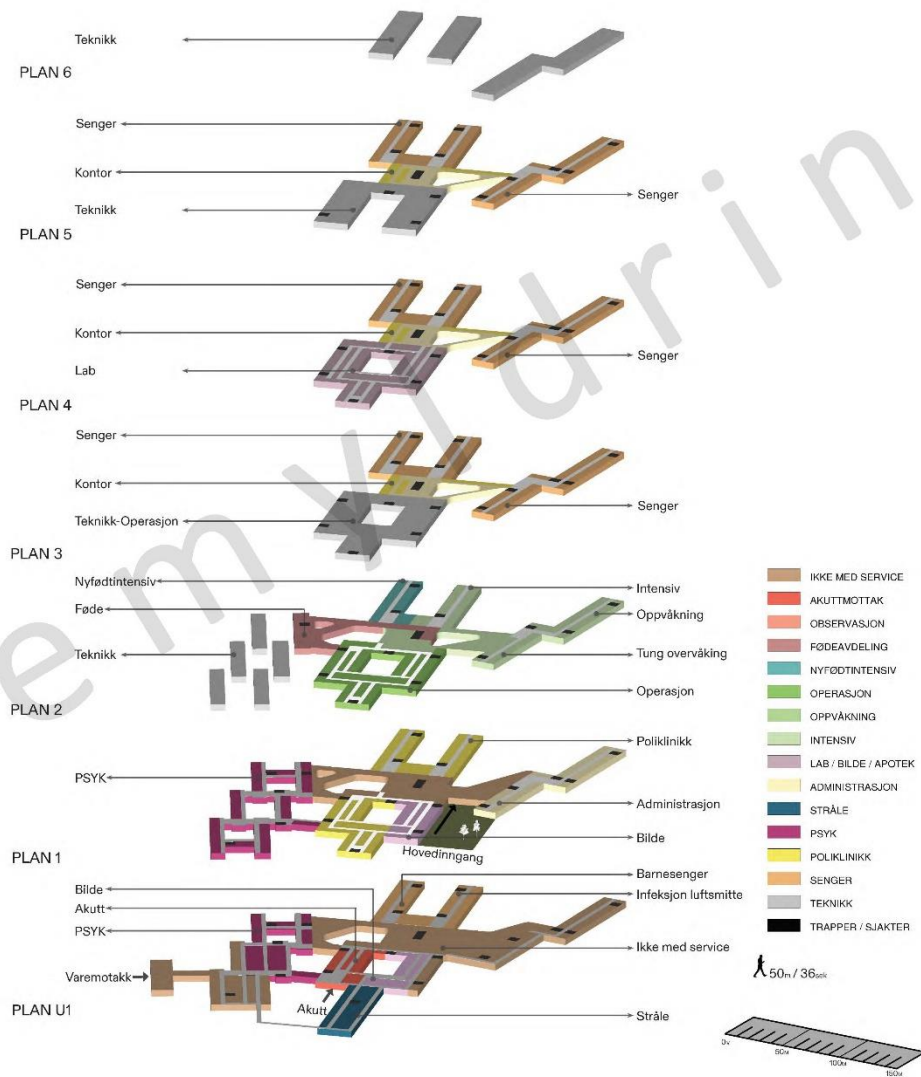 Teknikk
PLAN 6
Senger
Kontor
Senger
Teknikk
PLAN 5
Senger
Kontor
Senger
Lab
PLAN 4
Senger
Kontor
Senger
Teknikk-Operasjon
PLAN 3
Nyfødtintensiv
Intensiv
Føde
Oppvåkning
Teknikk
Tung overvåking
Operasjon
PLAN 2
Poliklinikk
PSYK
Administrasjon
Bilde
Hovedinngang
PLAN 1
Bilde
Barnesenger
Akutt
Infeksjon luftsmitte
PSYK
Ikke med service
Varemotakk
Akutt
PLAN U1
Stråle
IKKE MED SERVICE
AKUTTMOTTAK
OBSERVASJON
FØDEAVDELING
NYFØDTINTENSIV
OPERASJON
OPPVÅKNING
INTENSIV
LAB / BILDE / APOTEK
ADMINISTRASJON
STRÅLE
PSYK
POLIKLINIKK
SENGER
TEKNIKK
TRAPPER / SJAKTER
50m / 36sek
0M
50M
100M
150M
emyldrin